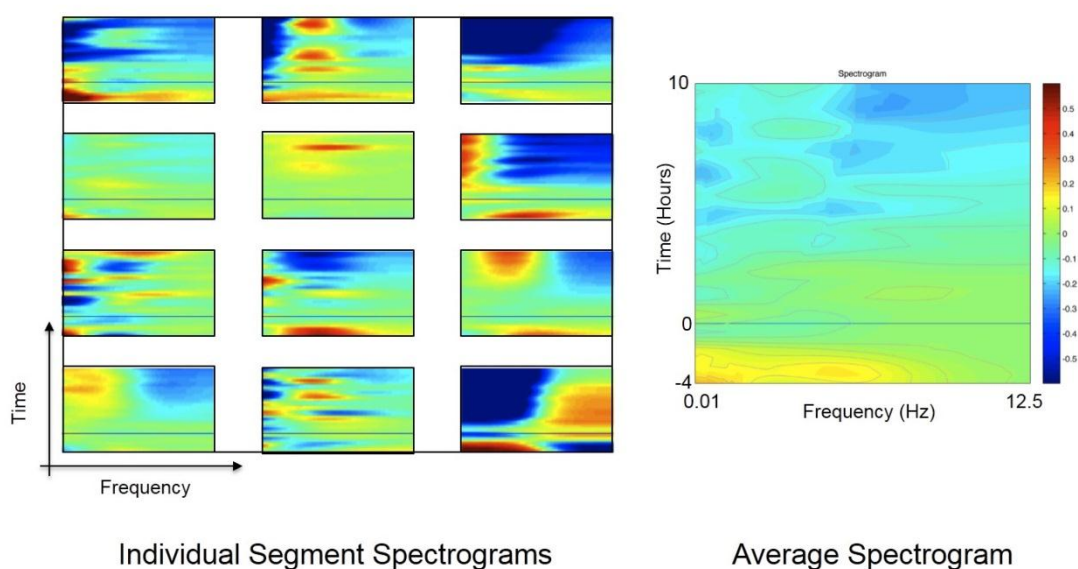 Spectrogram
10
0
-4
Time (Hours)
0.01
12.5
Frequency (Hz)
0.5
0.4
0.3
0.2
0.1
0
-0.1
-0.2
-0.3
-0.4
-0.5
Time
Frequency
Individual Segment Spectrograms
Average Spectrogram